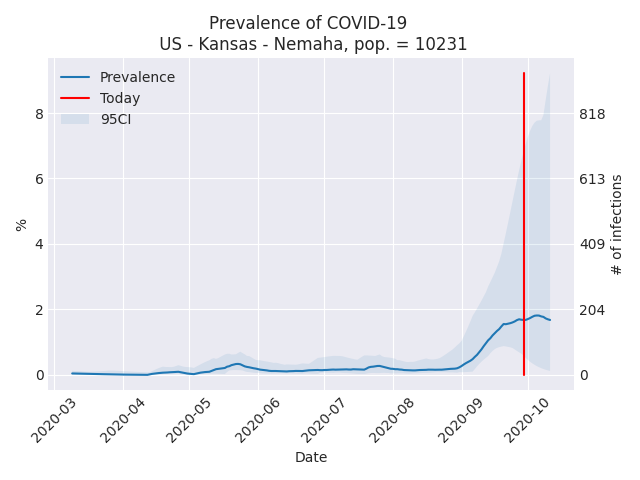 Prevalence of COVID-19
US - Kansas - Nemaha, pop. = 10231
Prevalence
Today
95CI
8
6
4
2
0
%
818
613
409
204
0
# of infections
2020-03
2020-04
2020-05
2020-06
2020-07
2020-08
2020-09
2020-10
Date